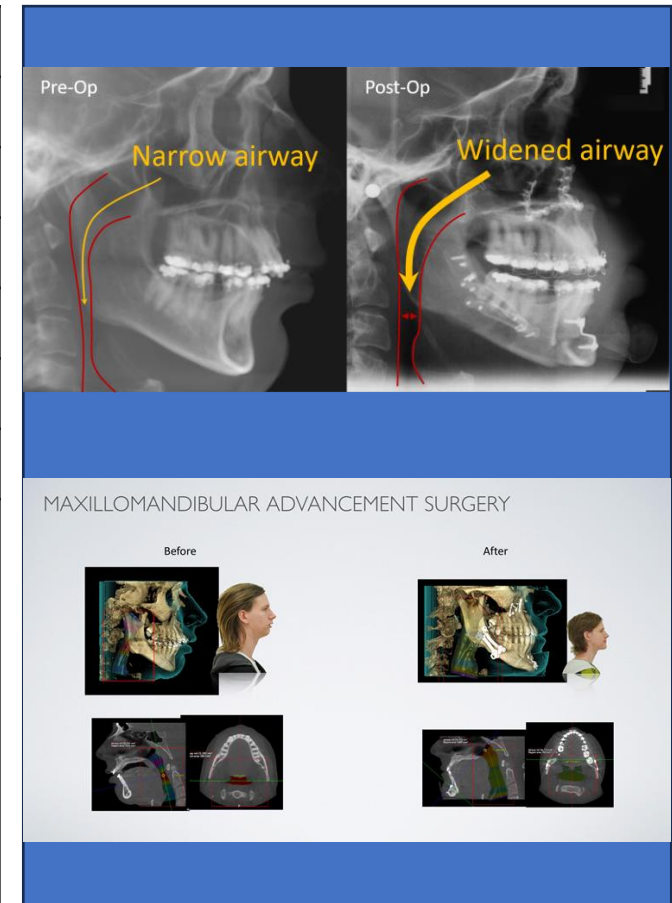 Pre-Op
Post-Op
Narrow airway
Widened airway
MAXILLOMANDIBULAR ADVANCEMENT SURGERY
Before
After